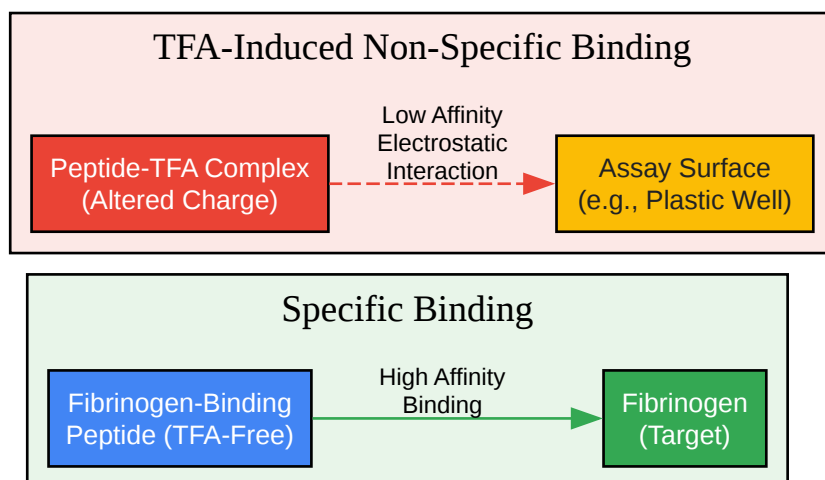 TFA-Induced Non-Specific Binding
Low Affinity
Electrostatic
Interaction
Peptide-TFA Complex
(Altered Charge)
Assay Surface
(e.g., Plastic Well)
Specific Binding
High Affinity
Binding
Fibrinogen-Binding
Peptide (TFA-Free)
Fibrinogen
(Target)